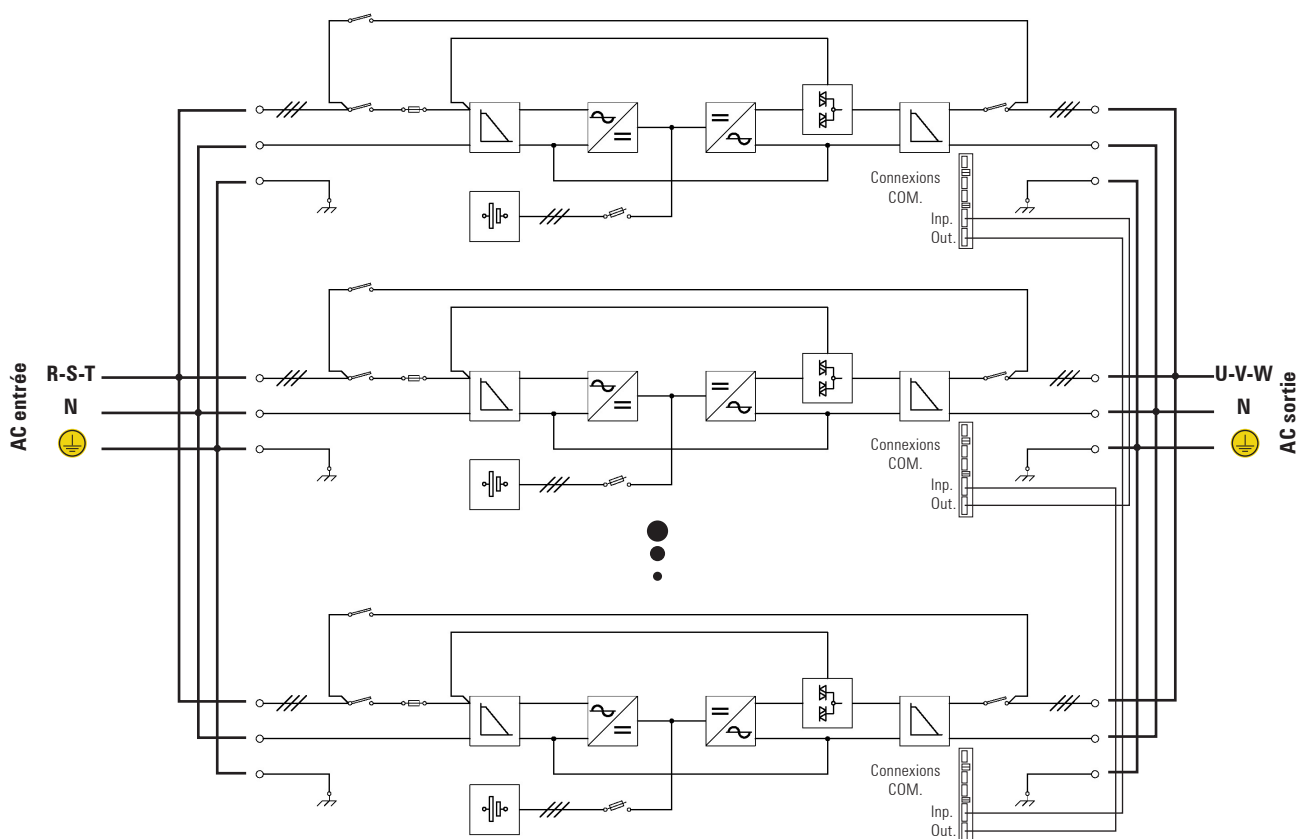 Connexions
COM.
Inp.
Out.
AC entrée
R-S-T
N
U-V-W
N
AC sortie
Connexions
COM.
Inp.
Out.
Connexions
COM.
Inp.
Out.